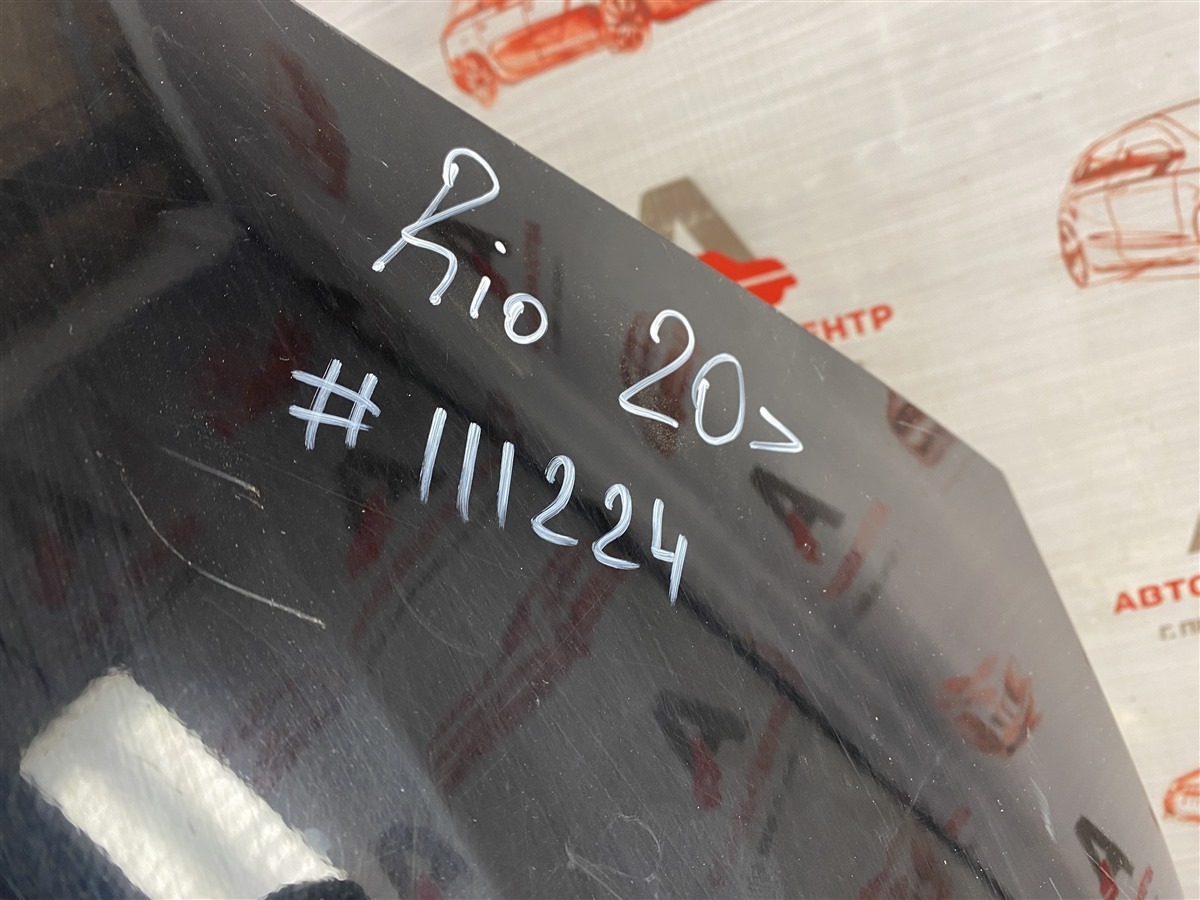 Rio 20>
#111224
ЕНТР
АВТО
г. П